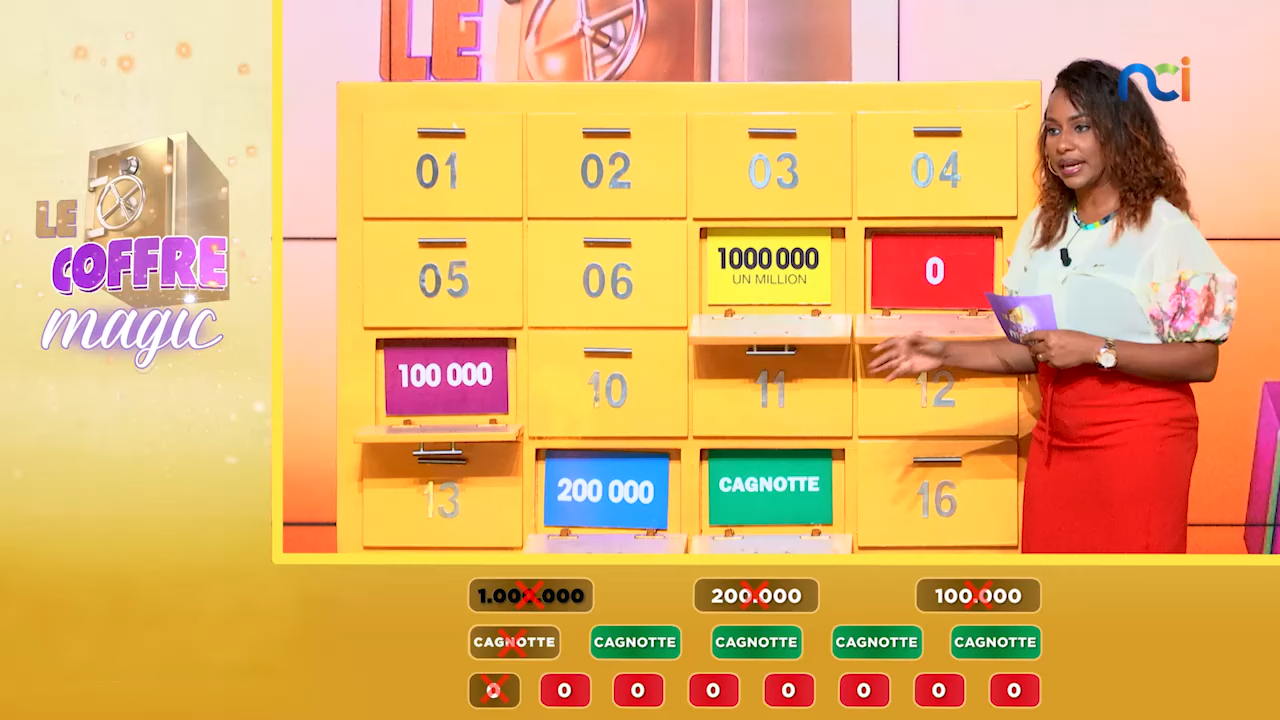 LE
nci
01 02 03 04
LE
COFFRE
magic
05 06 1000 000 0
UN MILLION
100 000 10 11 12
13 200 000 CAGNOTTE 16
1.000.000 200.000 100.000
CAGNOTTE CAGNOTTE CAGNOTTE CAGNOTTE CAGNOTTE
0 0 0 0 0 0 0 0